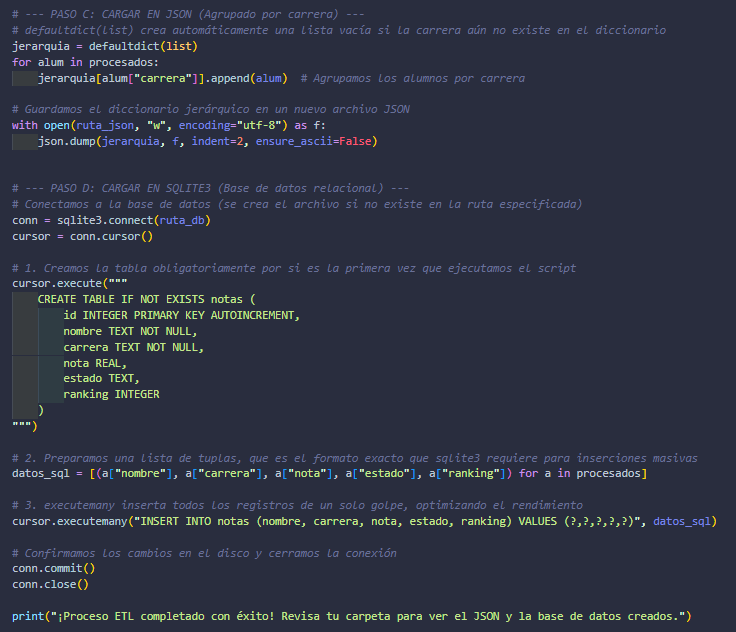 # --- PASO C: CARGAR EN JSON (Agrupado por carrera) ---
# defaultdict(list) crea automáticamente una lista vacía si la carrera aún no existe en el diccionario
jerarquia = defaultdict(list)
for alum in procesados:
    jerarquia[alum["carrera"]].append(alum)  # Agrupamos los alumnos por carrera

# Guardamos el diccionario jerárquico en un nuevo archivo JSON
with open(ruta_json, "w", encoding="utf-8") as f:
    json.dump(jerarquia, f, indent=2, ensure_ascii=False)


# --- PASO D: CARGAR EN SQLITE3 (Base de datos relacional) ---
# Conectamos a la base de datos (se crea el archivo si no existe en la ruta especificada)
conn = sqlite3.connect(ruta_db)
cursor = conn.cursor()

# 1. Creamos la tabla obligatoriamente por si es la primera vez que ejecutamos el script
cursor.execute("""
    CREATE TABLE IF NOT EXISTS notas (
        id INTEGER PRIMARY KEY AUTOINCREMENT,
        nombre TEXT NOT NULL,
        carrera TEXT NOT NULL,
        nota REAL,
        estado TEXT,
        ranking INTEGER
    )
""")

# 2. Preparamos una lista de tuplas, que es el formato exacto que sqlite3 requiere para inserciones masivas
datos_sql = [(a["nombre"], a["carrera"], a["nota"], a["estado"], a["ranking"]) for a in procesados]

# 3. executemany inserta todos los registros de un solo golpe, optimizando el rendimiento
cursor.executemany("INSERT INTO notas (nombre, carrera, nota, estado, ranking) VALUES (?,?,?,?,?)", datos_sql)

# Confirmamos los cambios en el disco y cerramos la conexión
conn.commit()
conn.close()

print("¡Proceso ETL completado con éxito! Revisa tu carpeta para ver el JSON y la base de datos creados.")